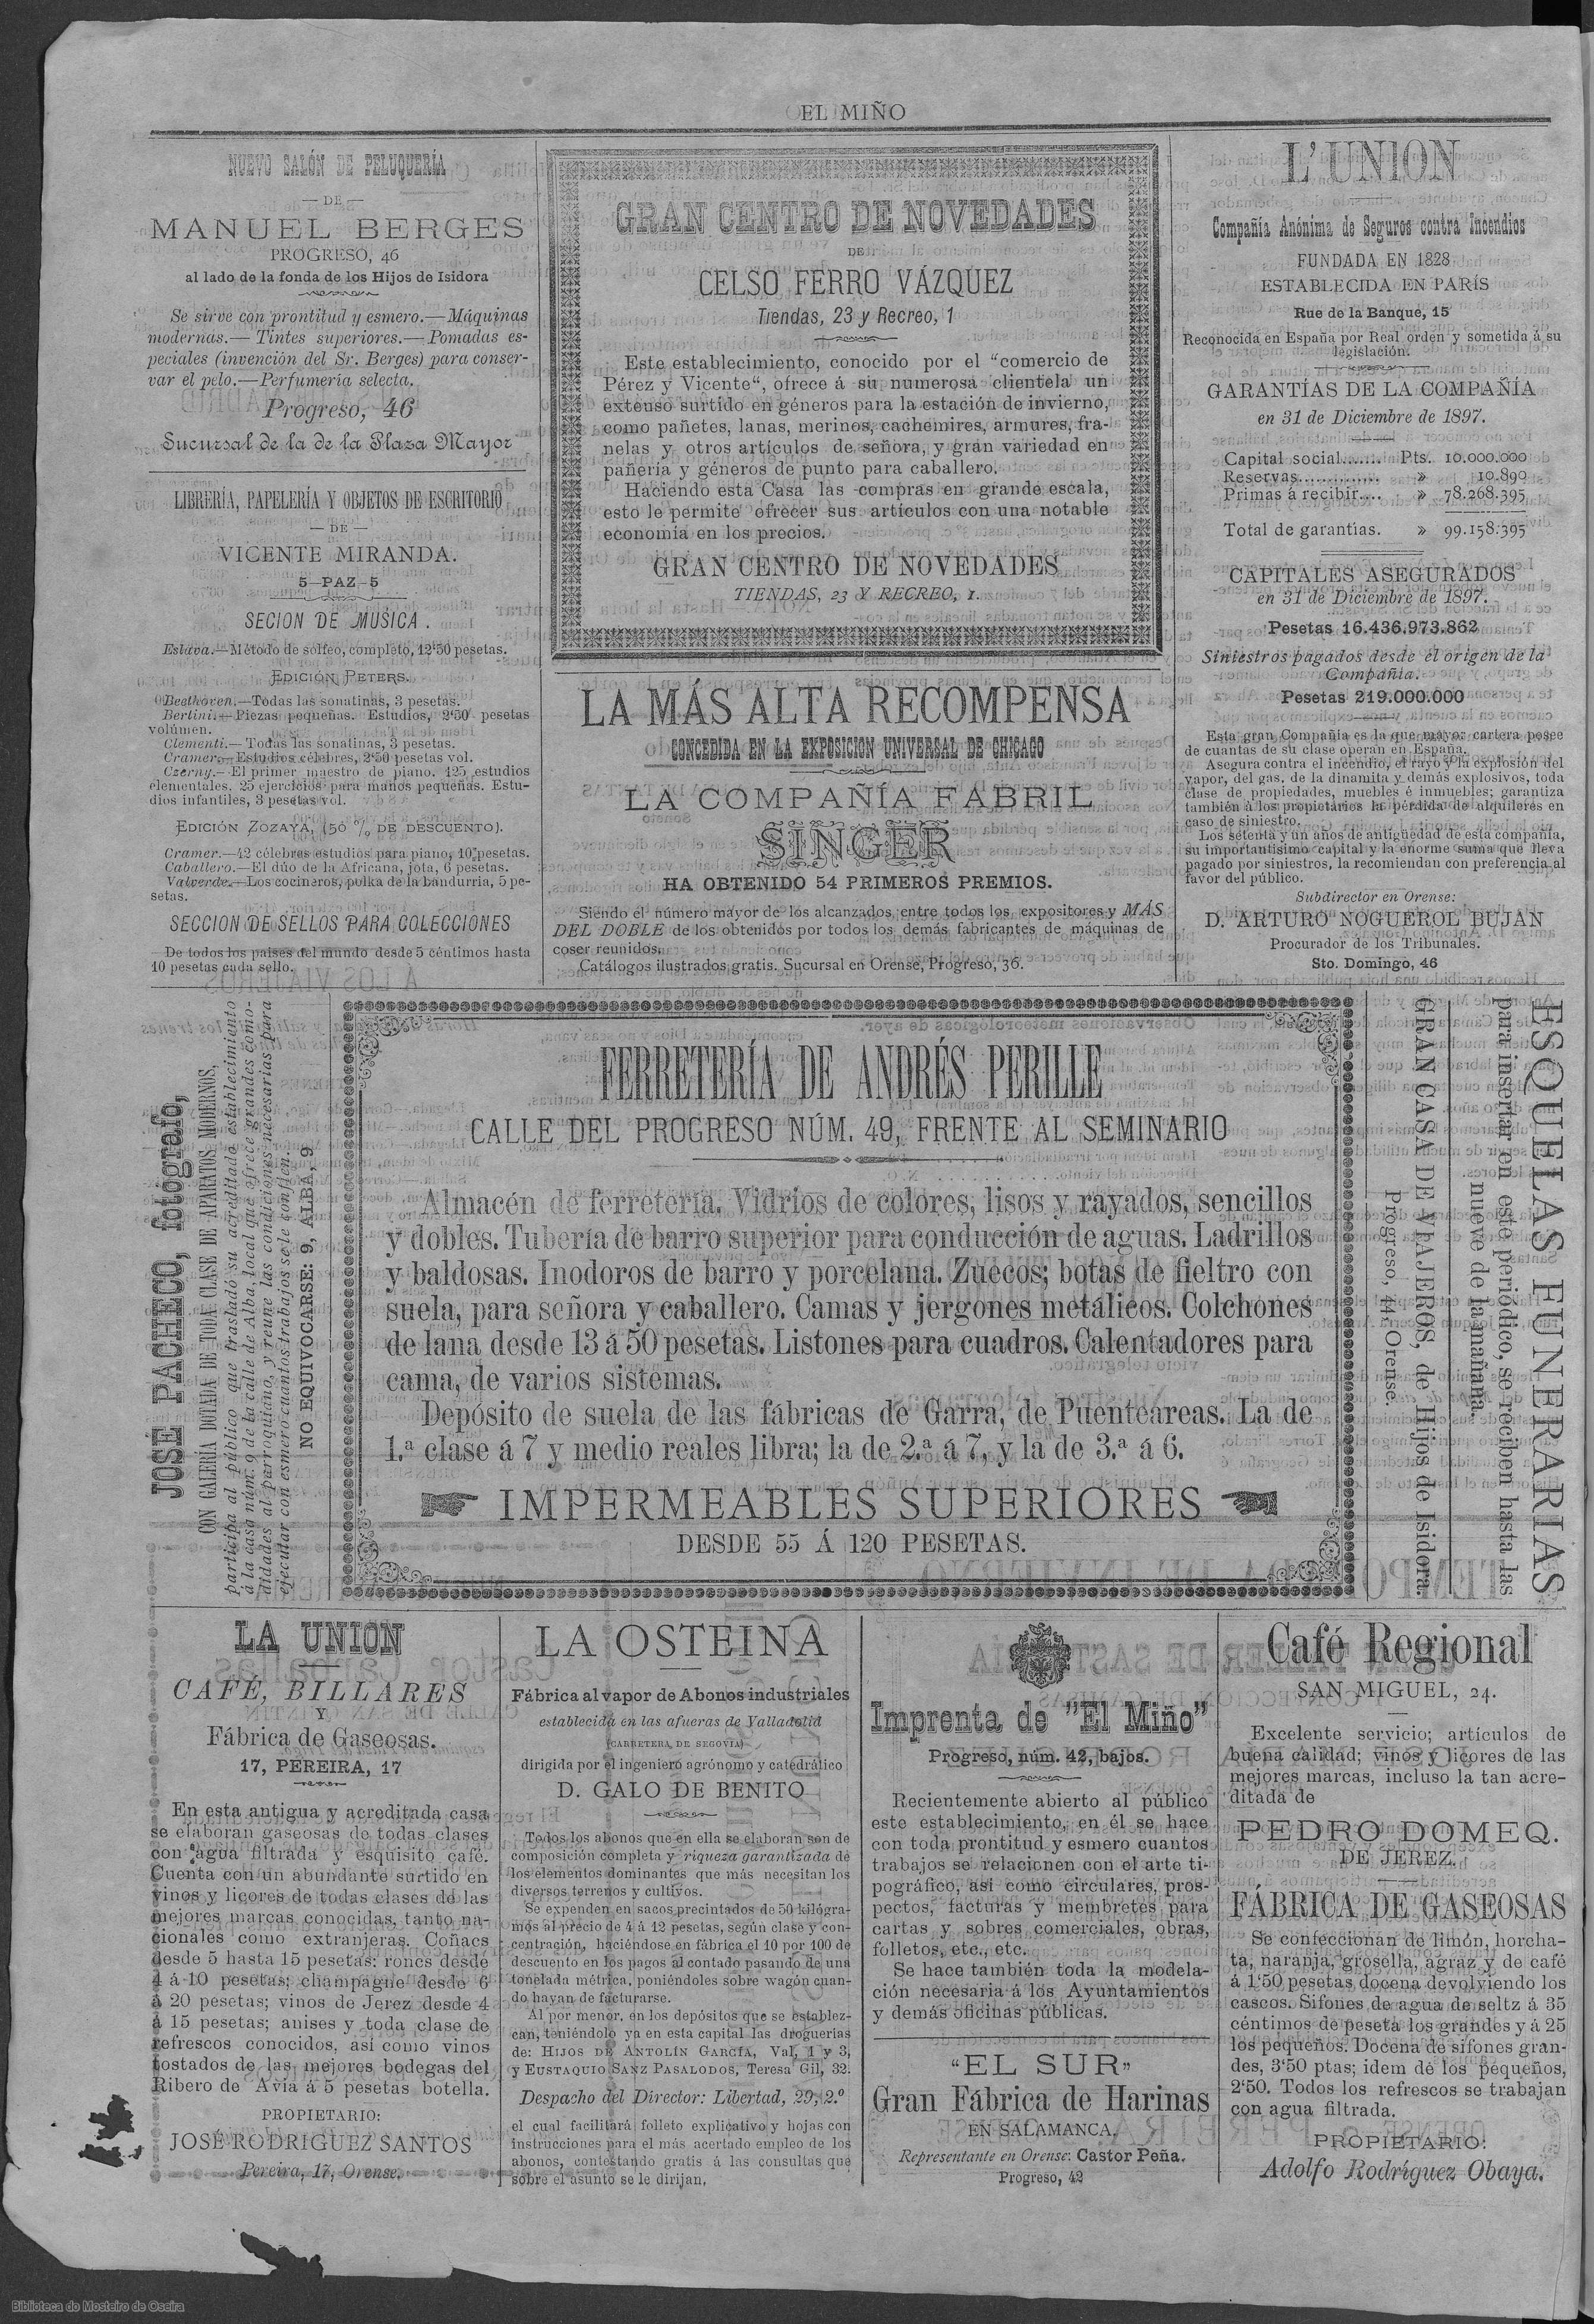 EL MIÑO
NUEVO SALÓN DE PELUQUERÍA
— DE —
MANUEL BERGES
PROGRESO, 46
al lado de la fonda de los Hijos de Isidora
Se sirve con prontitud y esmero.—Máquinas
modernas.—Tintes superiores.—Pomadas es-
peciales (invención del Sr. Berges) para conser-
var el pelo.—Perfumería selecta.
Progreso, 46
Sucursal de la de la Plaza Mayor
LIBRERÍA, PAPELERÍA Y OBJETOS DE ESCRITORIO
— DE —
VICENTE MIRANDA.
5—PAZ—5
SECION DE MUSICA.
Eslava.—Método de solfeo, completo, 12'50 pesetas.
EDICIÓN PETERS.
Beethoven.—Todas las sonatinas, 3 pesetas.
Bertini.—Piezas pequeñas. Estudios, 2'50 pesetas
volúmen.
Clementi.—Todas las sonatinas, 3 pesetas.
Cramer.—Estudios célebres, 2'50 pesetas vol.
Czerny.—El primer maestro de piano. 125 estudios
elementales, 25 ejercicios para manos pequeñas. Estu-
dios infantiles, 3 pesetas vol.
EDICIÓN ZOZAYA, (50 % DE DESCUENTO).
Cramer.—42 célebres estudios para piano, 10 pesetas.
Caballero.—El dúo de la Africana, jota, 6 pesetas.
Valverde.—Los cocineros, polka de la bandurria, 5 pe-
setas.
SECCION DE SELLOS PARA COLECCIONES
De todos los paises del mundo desde 5 céntimos hasta
10 pesetas cada sello.
GRAN CENTRO DE NOVEDADES
DE
CELSO FERRO VÁZQUEZ
Tiendas, 23 y Recreo, 1
Este establecimiento, conocido por el “comercio de
Pérez y Vicente“, ofrece á su numerosa clientela un
extenso surtido en géneros para la estación de invierno,
como pañetes, lanas, merinos, cachemires, armures, fra-
nelas y otros artículos de señora, y gran variedad en
pañería y géneros de punto para caballero.
Haciendo esta Casa las compras en grande escala,
esto le permite ofrecer sus artículos con una notable
economía en los precios.
GRAN CENTRO DE NOVEDADES
TIENDAS, 23 Y RECREO, 1.
LA MÁS ALTA RECOMPENSA
CONCEDIDA EN LA EXPOSICION UNIVERSAL DE CHICAGO
LA COMPAÑÍA FABRIL
SINGER
HA OBTENIDO 54 PRIMEROS PREMIOS.
Siendo el número mayor de los alcanzados entre todos los expositores y MÁS
DEL DOBLE de los obtenidos por todos los demás fabricantes de máquinas de
coser reunidos.
Catálogos ilustrados gratis. Sucursal en Orense, Progreso, 36.
L'UNION
Compañía Anónima de Seguros contra Incendios
FUNDADA EN 1828
ESTABLECIDA EN PARÍS
Rue de la Banque, 15
Reconocida en España por Real orden y sometida á su
legislación.
GARANTÍAS DE LA COMPAÑÍA
en 31 de Diciembre de 1897.
Capital social....... Pts. 10.000.000
Reservas.............. » 10.890
Primas á recibir.... » 78.268.395
Total de garantías. » 99.158.395
CAPITALES ASEGURADOS
en 31 de Diciembre de 1897.
Pesetas 16.436.973.862
Siniestros pagados desde el origen de la
Compañía.
Pesetas 219.000.000
Esta gran Compañía es la que mayor cartera posee
de cuantas de su clase operan en España.
Asegura contra el incendio, el rayo y la explosión del
vapor, del gas, de la dinamita y demás explosivos, toda
clase de propiedades, muebles é inmuebles; garantiza
también á los propietarios la pérdida de alquileres en
caso de siniestro.
Los setenta y un años de antigüedad de esta compañía,
su importantísimo capital y la enorme suma que lleva
pagado por siniestros, la recomiendan con preferencia al
favor del público.
Subdirector en Orense:
D. ARTURO NOGUEROL BUJAN
Procurador de los Tribunales.
Sto. Domingo, 46
JOSÉ PACHECO, fotógrafo,
CON GALERÍA DOTADA DE TODA CLASE DE APARATOS MODERNOS,
participa al público que trasladó su acreditado establecimiento
á la casa núm. 9 de la calle de Alba, local que ofrece grandes como-
didades al parroquiano, y reune las condiciones necesarias para
ejecutar con esmero cuantos trabajos se le confíen.
NO EQUIVOCARSE: 9, ALBA, 9
FERRETERÍA DE ANDRÉS PERILLE
CALLE DEL PROGRESO NÚM. 49, FRENTE AL SEMINARIO
Almacén de ferretería. Vidrios de colores, lisos y rayados, sencillos
y dobles. Tubería de barro superior para conducción de aguas. Ladrillos
y baldosas. Inodoros de barro y porcelana. Zuecos; botas de fieltro con
suela, para señora y caballero. Camas y jergones metálicos. Colchones
de lana desde 13 á 50 pesetas. Listones para cuadros. Calentadores para
cama, de varios sistemas.
Depósito de suela de las fábricas de Garra, de Puenteareas. La de
1.ª clase á 7 y medio reales libra; la de 2.ª á 7, y la de 3.ª á 6.
IMPERMEABLES SUPERIORES
DESDE 55 Á 120 PESETAS.
GRAN CASA DE VIAJEROS, de Hijos de Isidora.
Progreso, 44, Orense.
ESQUELAS FUNERARIAS
para insertar en este periódico, se reciben hasta las
nueve de la mañana.
LA UNION
CAFÉ, BILLARES
Y
Fábrica de Gaseosas.
17, PEREIRA, 17
En esta antigua y acreditada casa
se elaboran gaseosas de todas clases
con agua filtrada y esquisito café.
Cuenta con un abundante surtido en
vinos y licores de todas clases de las
mejores marcas conocidas, tanto na-
cionales como extranjeras. Coñacs
desde 5 hasta 15 pesetas; rones desde
4 á 10 pesetas; champagne desde 6
á 20 pesetas; vinos de Jerez desde 4
á 15 pesetas; anises y toda clase de
refrescos conocidos, así como vinos
tostados de las mejores bodegas del
Ribero de Avia á 5 pesetas botella.
PROPIETARIO:
JOSÉ RODRIGUEZ SANTOS
Pereira, 17, Orense.
LA OSTEINA
Fábrica al vapor de Abonos industriales
establecida en las afueras de Valladolid
(CARRETERA DE SEGOVIA)
dirigida por el ingeniero agrónomo y catedrático
D. GALO DE BENITO
Todos los abonos que en ella se elaboran son de
composición completa y riqueza garantizada de
los elementos dominantes que más necesitan los
diversos terrenos y cultivos.
Se expenden en sacos precintados de 50 kilógra-
mos al precio de 4 á 12 pesetas, según clase y con-
centración, haciéndose en fábrica el 10 por 100 de
descuento en los pagos al contado pasando de una
tonelada métrica, poniéndoles sobre wagón cuan-
do hayan de facturarse.
Al por menor, en los depósitos que se establez-
can, teniéndolo ya en esta capital las droguerías
de: HIJOS DE ANTOLÍN GARCÍA, Val, 1 y 3,
y EUSTAQUIO SANZ PASALODOS, Teresa Gil, 32.
Despacho del Director: Libertad, 29, 2.º
el cual facilitará folleto explicativo y hojas con
instrucciones para el más acertado empleo de los
abonos, contestando gratis á las consultas que
sobre el asunto se le dirijan.
Imprenta de "El Miño"
Progreso, núm. 42, bajos.
Recientemente abierto al público
este establecimiento, en él se hace
con toda prontitud y esmero cuantos
trabajos se relacionen con el arte ti-
pográfico, así como circulares, pros-
pectos, facturas y membretes para
cartas y sobres comerciales, obras,
folletos, etc., etc.
Se hace también toda la modela-
ción necesaria á los Ayuntamientos
y demás oficinas públicas.
“EL SUR”
Gran Fábrica de Harinas
EN SALAMANCA.
Representante en Orense: Castor Peña.
Progreso, 42
Café Regional
SAN MIGUEL, 24.
Excelente servicio; artículos de
buena calidad; vinos y licores de las
mejores marcas, incluso la tan acre-
ditada de
PEDRO DOMEQ.
DE JEREZ.
FÁBRICA DE GASEOSAS
Se confeccionan de limón, horcha-
ta, naranja, grosella, agraz y de café
á 1'50 pesetas docena devolviendo los
cascos. Sifones de agua de seltz á 35
céntimos de peseta los grandes y á 25
los pequeños. Docena de sifones gran-
des, 3'50 ptas; idem de los pequeños,
2'50. Todos los refrescos se trabajan
con agua filtrada.
PROPIETARIO:
Adolfo Rodríguez Obaya.
Biblioteca do Mosteiro de Oseira